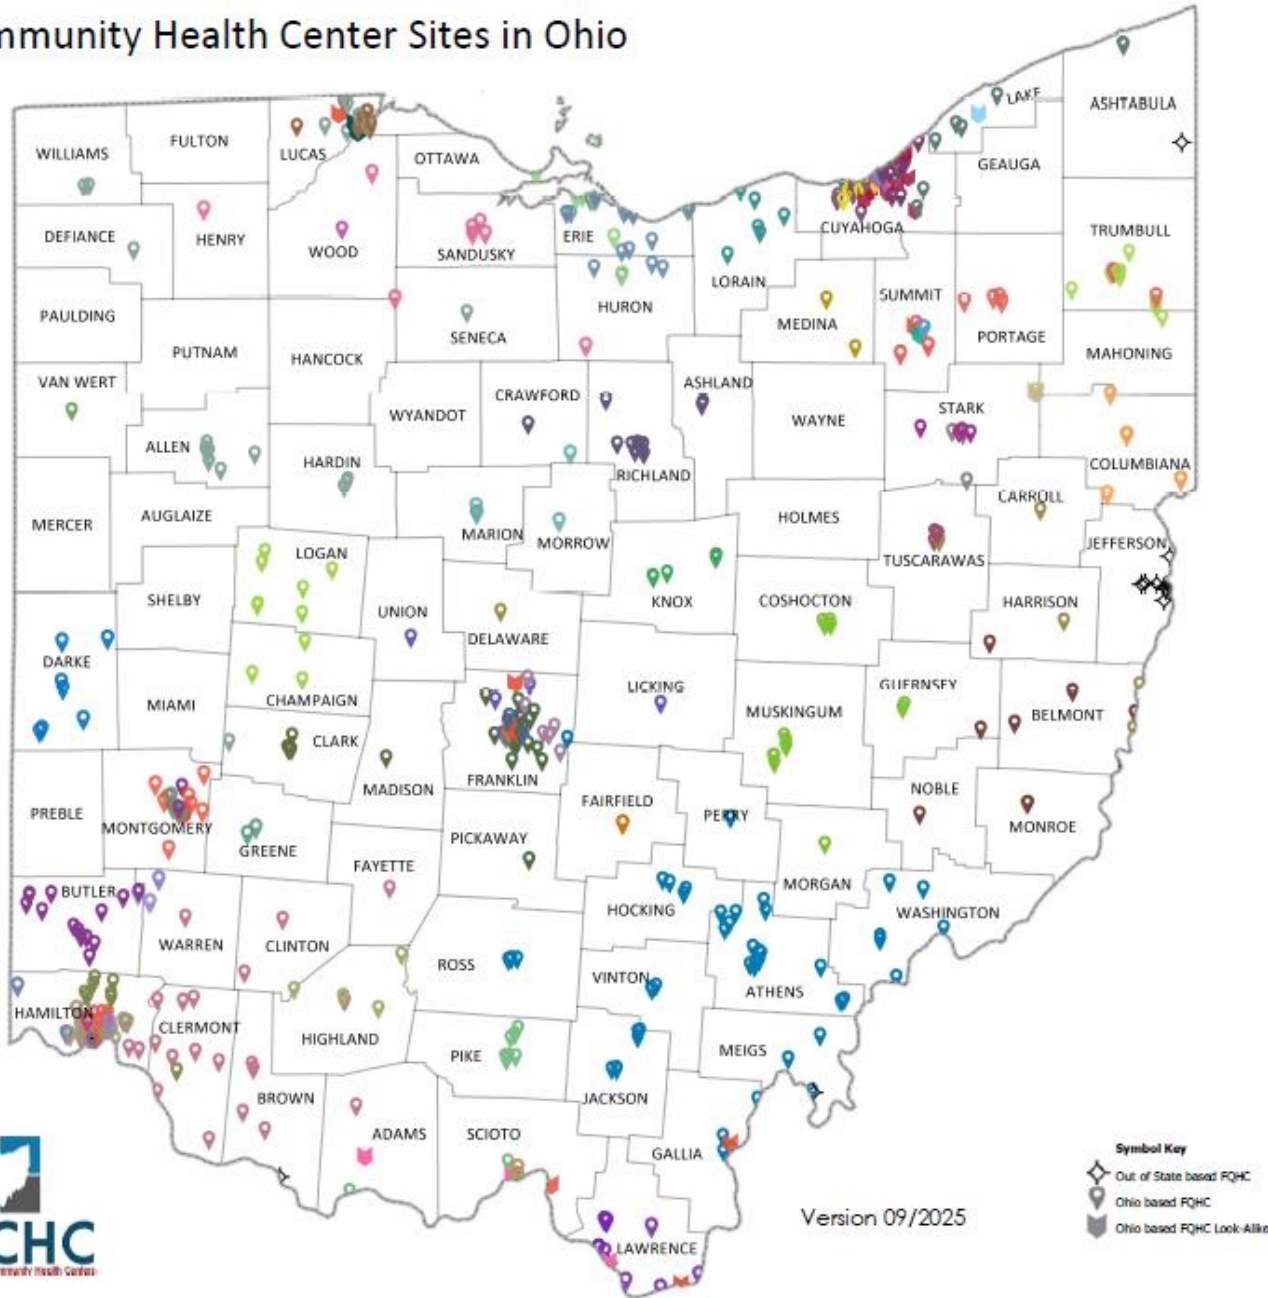 mmunity Health Center Sites in Ohio
LAKE
ASHTABULA
WILLIAMS
FULTON
LUCAS
OTTAWA
GEAUGA
DEFIANCE
HENRY
WOOD
SANDUSKY
ERIE
CUYAHOGA
TRUMBULL
PAULDING
PUTNAM
HANCOCK
SENECA
HURON
LORAIN
MEDINA
SUMMIT
PORTAGE
MAHONING
VAN WERT
ALLEN
WYANDOT
CRAWFORD
ASHLAND
WAYNE
STARK
HARDIN
RICHLAND
COLUMBIANA
MERCER
AUGLAIZE
MARION
MORROW
HOLMES
CARROLL
TUSCARAWAS
JEFFERSON
LOGAN
SHELBY
UNION
DELAWARE
KNOX
COSHOCTON
HARRISON
DARKE
MIAMI
CHAMPAIGN
LICKING
MUSKINGUM
GUERNSEY
BELMONT
CLARK
MADISON
FRANKLIN
FAIRFIELD
PERRY
NOBLE
MONROE
PREBLE
MONTGOMERY
GREENE
FAYETTE
PICKAWAY
MORGAN
BUTLER
WARREN
CLINTON
HOCKING
WASHINGTON
ROSS
VINTON
ATHENS
HAMILTON
CLERMONT
HIGHLAND
PIKE
MEIGS
BROWN
JACKSON
ADAMS
SCIOTO
GALLIA
LAWRENCE
CHC
mmunity Health Centers
Version 09/2025
Symbol Key
Out of State based FQHC
Ohio based FQHC
Ohio based FQHC Look-Alike